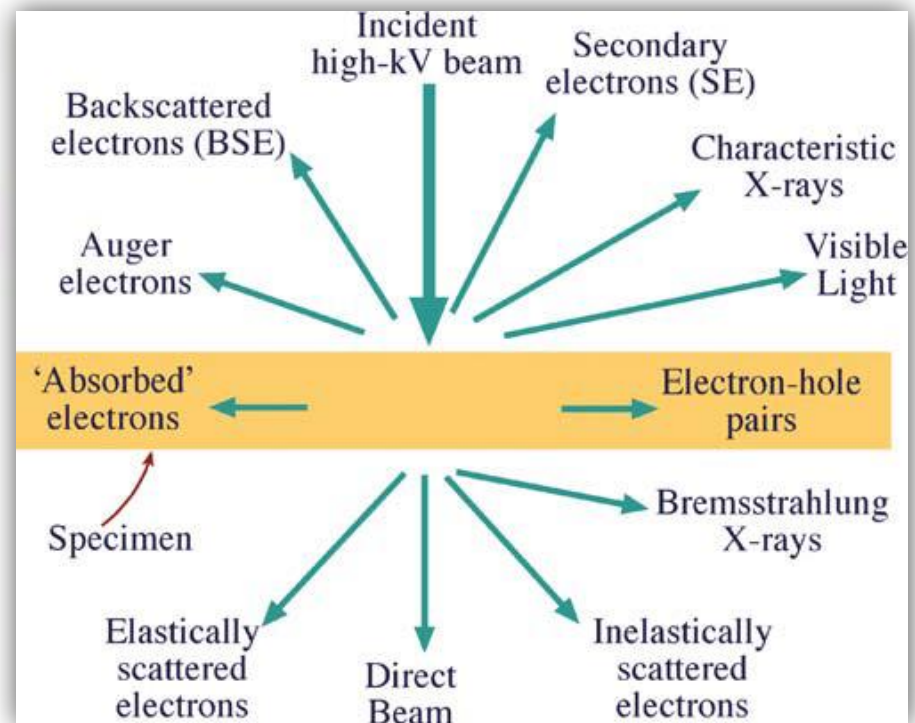 Incident
high-kV beam
Secondary
electrons (SE)
Backscattered
electrons (BSE)
Characteristic
X-rays
Auger
electrons
Visible
Light
‘Absorbed’
electrons
Electron-hole
pairs
Specimen
Bremsstrahlung
X-rays
Elastically
scattered
electrons
Direct
Beam
Inelastically
scattered
electrons